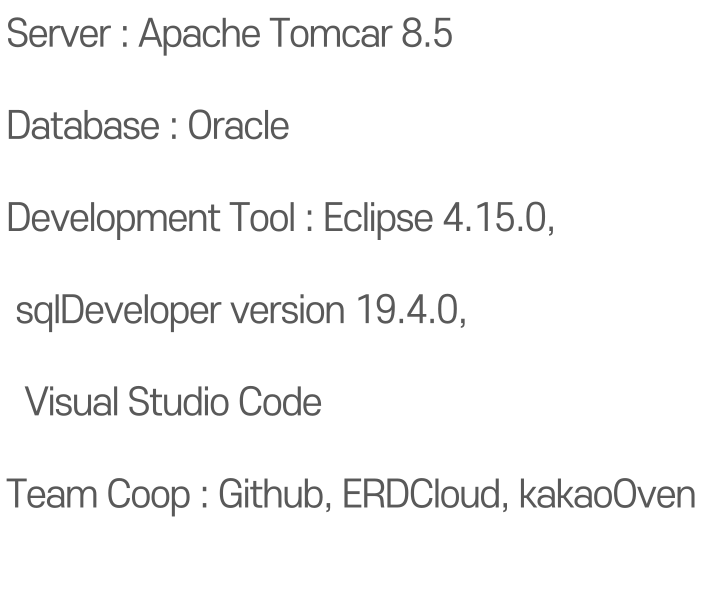 Server : Apache Tomcar 8.5
Database : Oracle
Development Tool : Eclipse 4.15.0,
sqlDeveloper version 19.4.0,
Visual Studio Code
Team Coop : Github, ERDCloud, kakaoOven